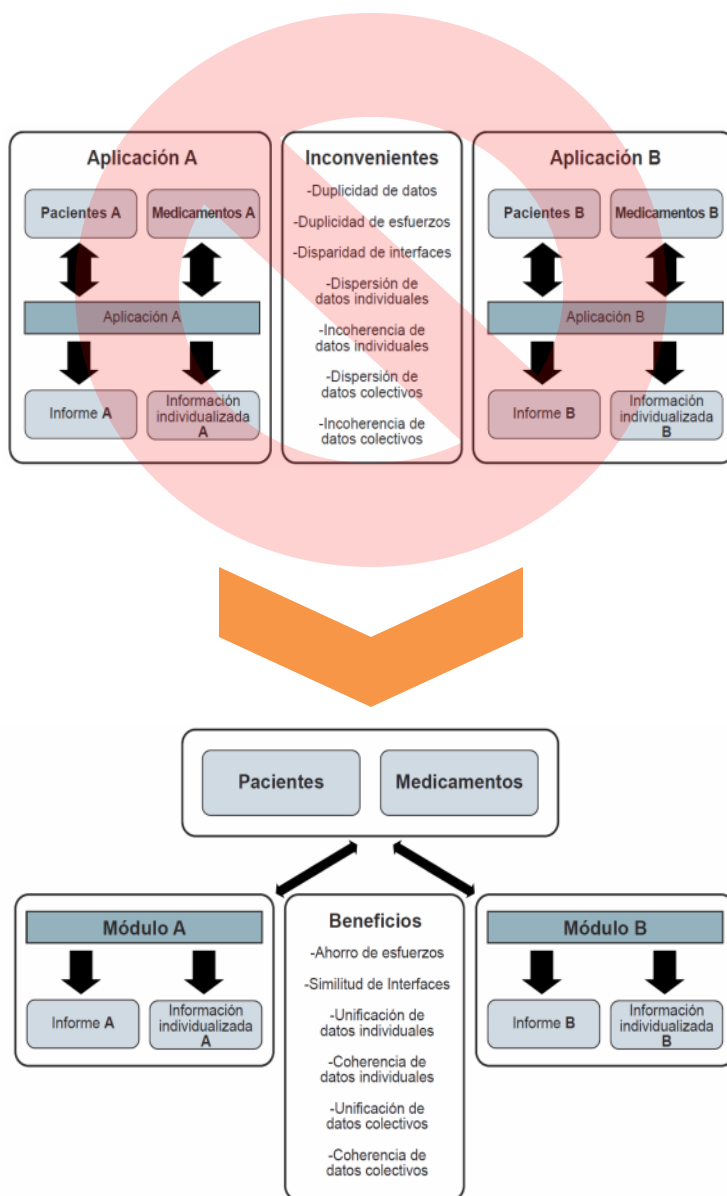 Aplicación A
Pacientes A
Medicamentos A
Aplicación A
Informe A
Información
individualizada
A
Inconvenientes
-Duplicidad de datos
-Duplicidad de esfuerzos
-Disparidad de interfaces
-Dispersión de
datos individuales
-Incoherencia de
datos individuales
-Dispersión de
datos colectivos
-Incoherencia de
datos colectivos
Aplicación B
Pacientes B
Medicamentos B
Aplicación B
Informe B
Información
individualizada
B
Pacientes
Medicamentos
Módulo A
Informe A
Información
individualizada
A
Beneficios
-Ahorro de esfuerzos
-Similitud de Interfaces
-Unificación de
datos individuales
-Coherencia de
datos individuales
-Unificación de
datos colectivos
-Coherencia de
datos colectivos
Módulo B
Informe B
Información
individualizada
B